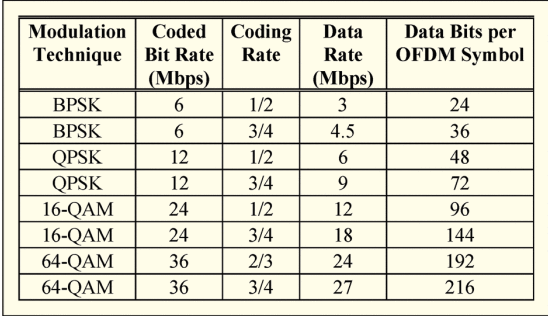 Modulation Technique Coded Bit Rate (Mbps) Coding Rate Data Rate (Mbps) Data Bits per OFDM Symbol
BPSK 6 1/2 3 24
BPSK 6 3/4 4.5 36
QPSK 12 1/2 6 48
QPSK 12 3/4 9 72
16-QAM 24 1/2 12 96
16-QAM 24 3/4 18 144
64-QAM 36 2/3 24 192
64-QAM 36 3/4 27 216